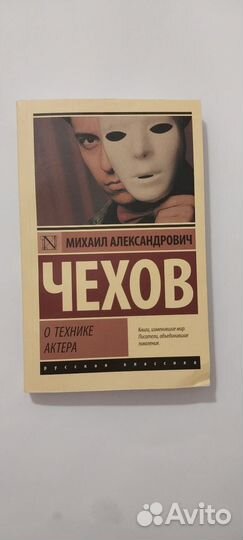 N
МИХАИЛ АЛЕКСАНДРОВИЧ
ЧЕХОВ
О ТЕХНИКЕ
АКТЕРА
Книги, изменившие мир.
Писатели, объединившие
поколения.
русская классика
Avito